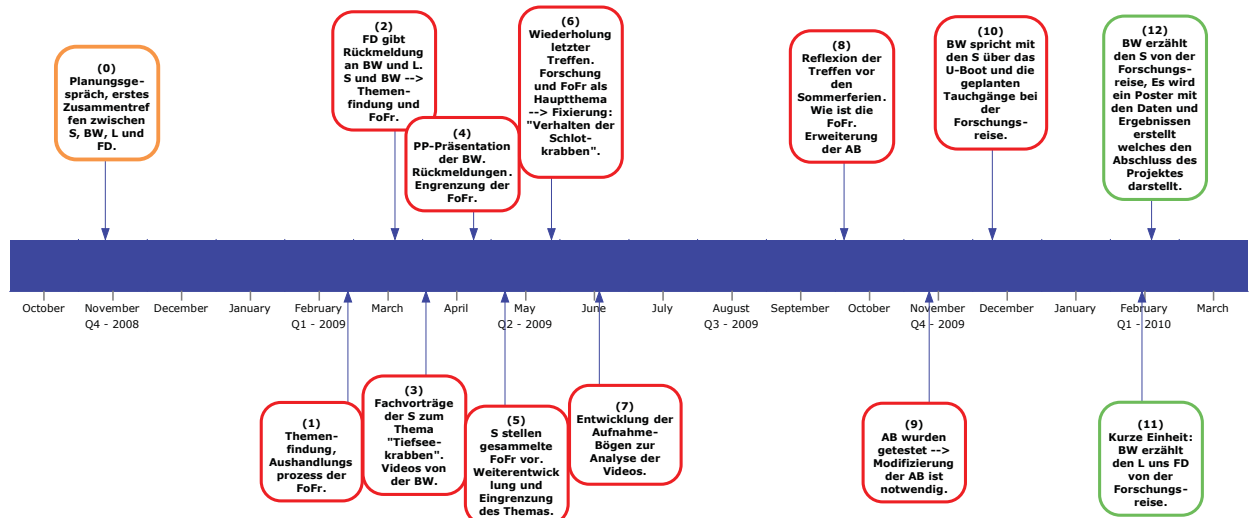 (0)
Planungsge-
spräch, erstes
Zusammentref
fen zwischen
S, BW, L und
FD.
(2)
FD gibt
Rückmeldung
an BW und L.
S und BW -->
Themen-
findung und
FoFr.
(4)
PP-Präsentation
der BW.
Rückmeldungen.
Engrenzung der
FoFr.
(6)
Wiederholung
letzter
Treffen.
Forschung
und FoFr als
Hauptthema
--> Fixierung:
"Verhalten der
Schlot-
krabben".
(8)
Reflexion der
Treffen vor
den
Sommerferien.
Wie ist die
FoFr.
Erweiterung
der AB
(10)
BW spricht mit
den S über das
U-Boot und die
geplanten
Tauchgänge bei
der
Forschungs-
reise.
(12)
BW erzählt
den S von der
Forschungs-
reise, Es wird
ein Poster mit
den Daten und
Ergebnissen
erstellt
welches den
Abschluss des
Projektes
darstellt.
October November December January February March April May June July August September October November December January February March
Q4 - 2008 Q1 - 2009 Q2 - 2009 Q3 - 2009 Q4 - 2009 Q1 - 2010
(1)
Themen-
findung,
Aushandlungs
prozess der
FoFr.
(3)
Fachvorträge
der S zum
Thema
"Tiefsee-
krabben".
Videos von
der BW.
(5)
S stellen
gesammelte
FoFr vor.
Weiterentwick
lung und
Eingrenzung
des Themas.
(7)
Entwicklung der
Aufnahme-
Bögen zur
Analyse der
Videos.
(9)
AB wurden
getestet -->
Modifizierung
der AB ist
notwendig.
(11)
Kurze Einheit:
BW erzählt
den L uns FD
von der
Forschungs-
reise.